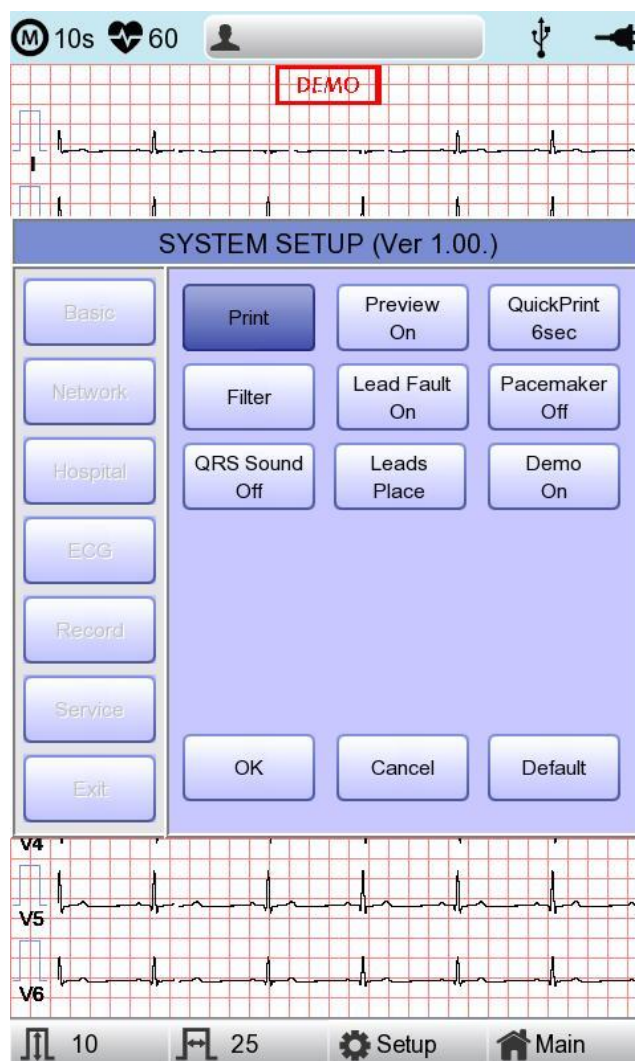 M 10s 60
DEMO
I
SYSTEM SETUP (Ver 1.00.)
Basic
Network
Hospital
ECG
Record
Service
Exit
Print
Preview
On
QuickPrint
6sec
Filter
Lead Fault
On
Pacemaker
Off
QRS Sound
Off
Leads
Place
Demo
On
OK
Cancel
Default
V4
V5
V6
10
25
Setup
Main